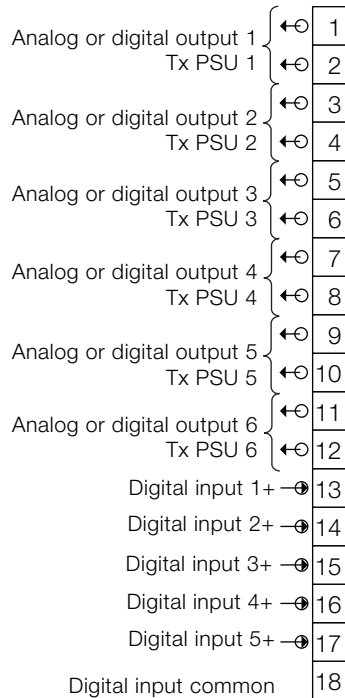 Analog or digital output 1
Tx PSU 1
1
2
Analog or digital output 2
Tx PSU 2
3
4
Analog or digital output 3
Tx PSU 3
5
6
Analog or digital output 4
Tx PSU 4
7
8
Analog or digital output 5
Tx PSU 5
9
10
Analog or digital output 6
Tx PSU 6
11
12
Digital input 1+ 13
Digital input 2+ 14
Digital input 3+ 15
Digital input 4+ 16
Digital input 5+ 17
Digital input common 18